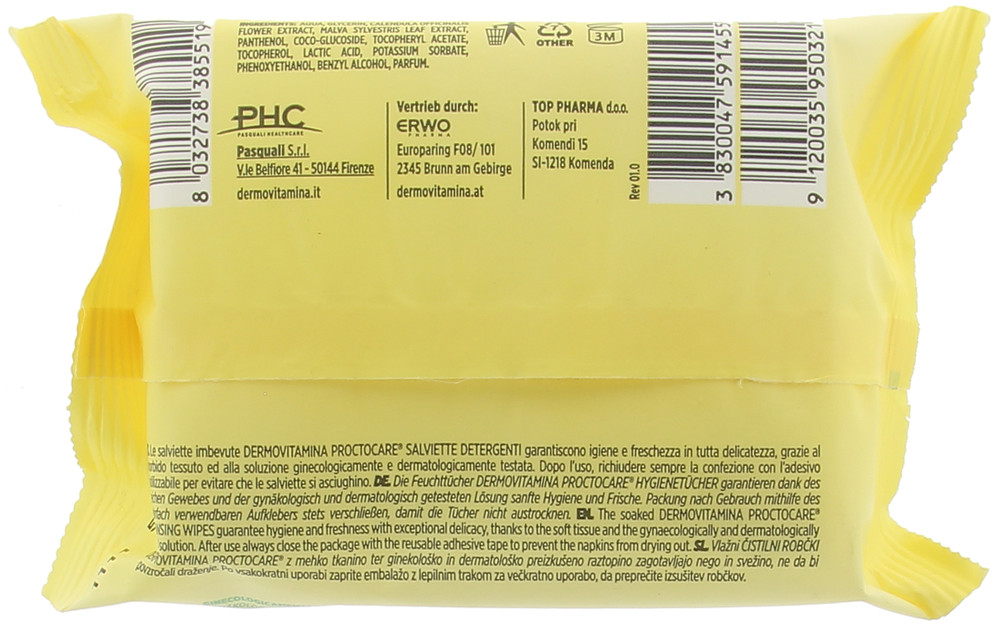 INGREDIENTS: AQUA, GLYCERIN, CALENDULA OFFICINALIS
FLOWER EXTRACT, MALVA SYLVESTRIS LEAF EXTRACT,
PANTHENOL, COCO-GLUCOSIDE, TOCOPHERYL ACETATE,
TOCOPHEROL, LACTIC ACID, POTASSIUM SORBATE,
PHENOXYETHANOL, BENZYL ALCOHOL, PARFUM.
OTHER
3M
PHC
PASQUALI HEALTHCARE
Pasquali S.r.l.
V.le Belfiore 41 - 50144 Firenze
dermovitamina.it
Vertrieb durch:
ERWO
PHARMA
Europaring F08/ 101
2345 Brunn am Gebirge
dermovitamina.at
TOP PHARMA d.o.o.
Potok pri
Komendi 15
SI-1218 Komenda
Rev 01.0
8 032738 385519
3 830047 591455
9 120035 950321
Le salviette imbevute DERMOVITAMINA PROCTOCARE® SALVIETTE DETERGENTI garantiscono igiene e freschezza in tutta delicatezza, grazie al
tessuto ed alla soluzione ginecologicamente e dermatologicamente testata. Dopo l'uso, richiudere sempre la confezione con l'adesivo
per evitare che le salviette si asciughino. DE. Die Feuchttücher DERMOVITAMINA PROCTOCARE® HYGIENETÜCHER garantieren dank des
Gewebes und der gynäkologisch und dermatologisch getesteten Lösung sanfte Hygiene und Frische. Packung nach Gebrauch mithilfe des
verwendbaren Aufklebers stets verschließen, damit die Tücher nicht austrocknen. EN. The soaked DERMOVITAMINA PROCTOCARE®
NSING WIPES guarantee hygiene and freshness with exceptional delicacy, thanks to the soft tissue and the gynaecologically and dermatologically
solution. After use always close the package with the reusable adhesive tape to prevent the napkins from drying out. SL. Vlažni ČISTILNI ROBČKI
MOVITAMINA PROCTOCARE® z mehko tkanino ter ginekološko in dermatološko preizkušeno raztopino zagotavljajo nego in svežino, ne da bi
draženje. Po vsakokratni uporabi zaprite embalažo z lepilnim trakom za večkratno uporabo, da preprečite izsušitev robčkov.